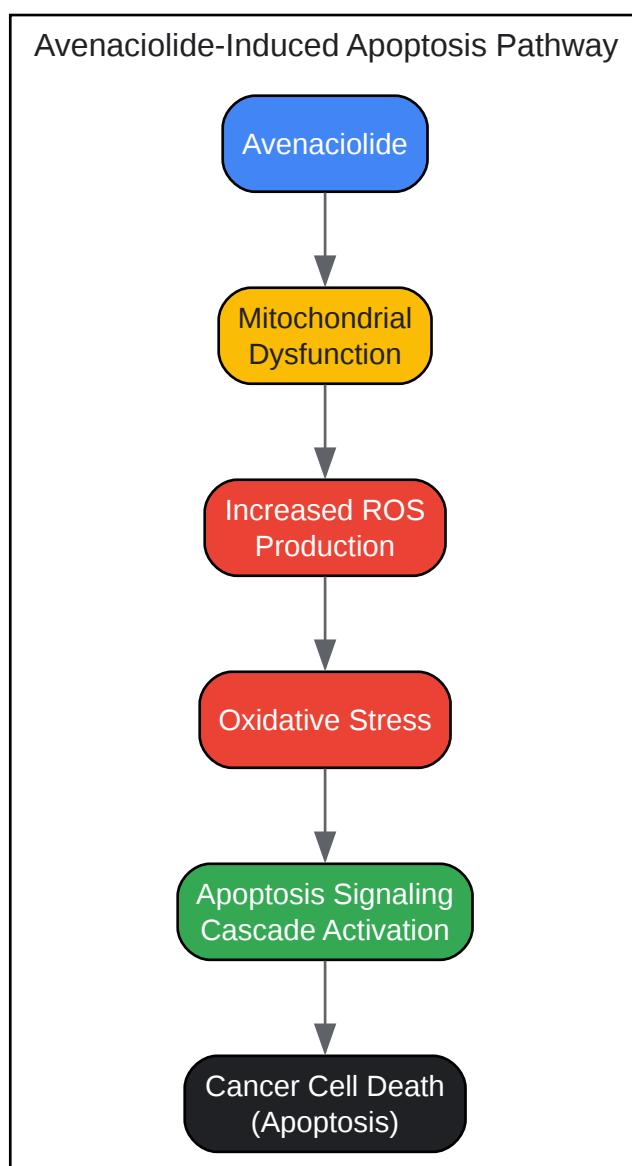 Avenaciolide-Induced Apoptosis Pathway
Avenaciolide
Mitochondrial
Dysfunction
Increased ROS
Production
Oxidative Stress
Apoptosis Signaling
Cascade Activation
Cancer Cell Death
(Apoptosis)